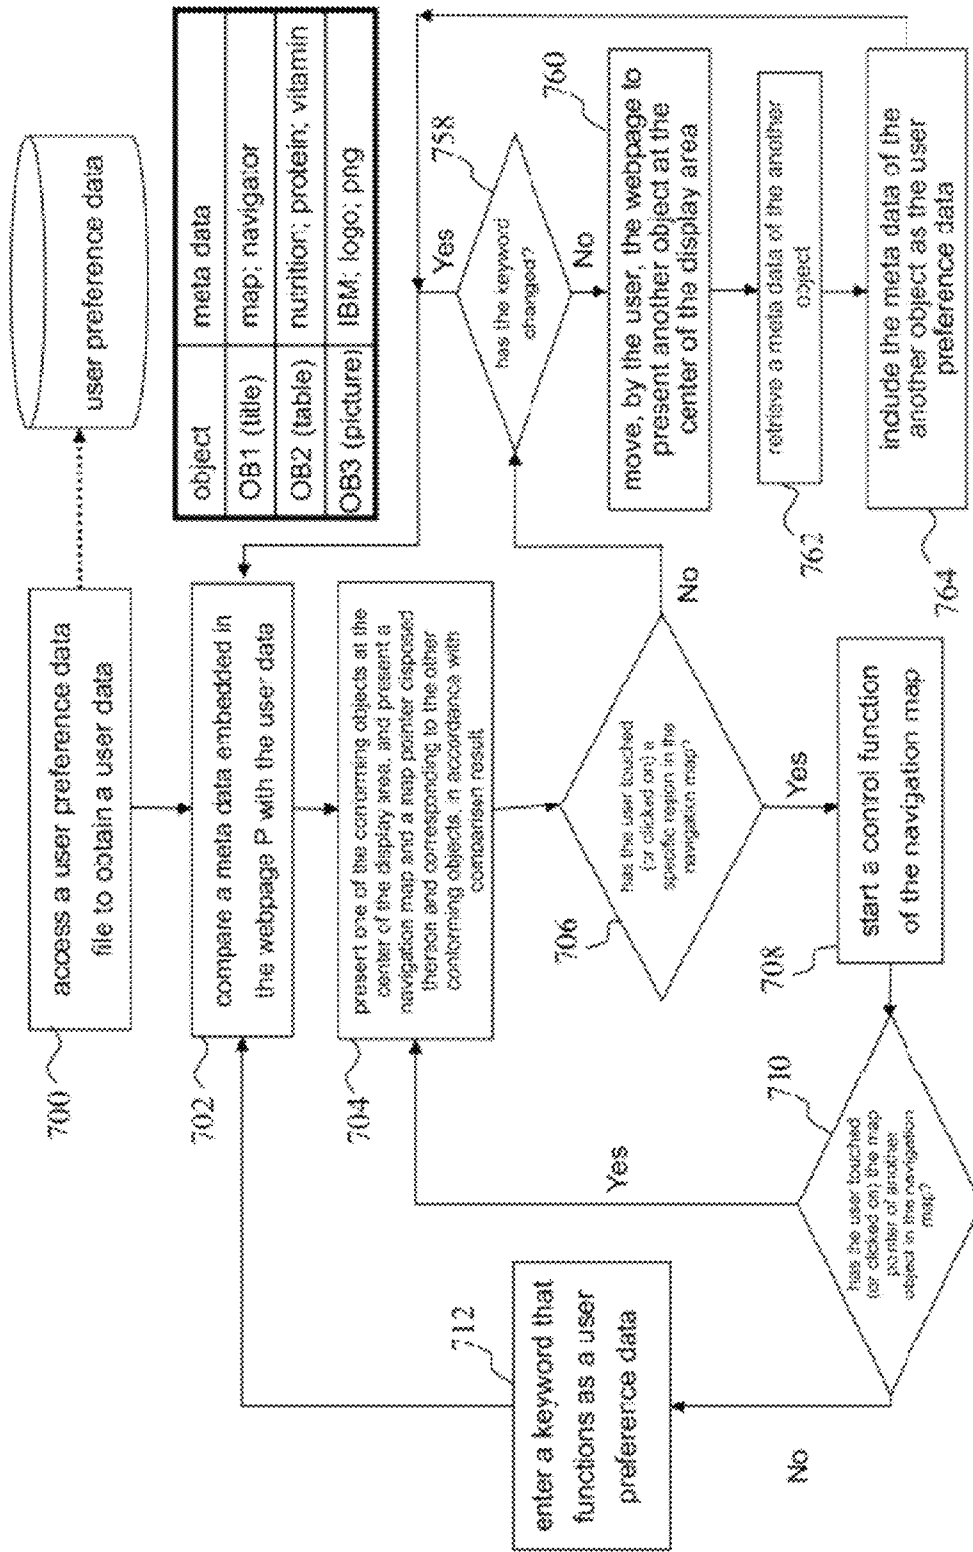 700
access a user preference data
file to obtain a user data
user preference data
702
compare a meta data embedded in
the webpage P with the user data
object meta data
OB1 (title) map; navigator
OB2 (table) nutrition; protein; vitamin
OB3 (picture) IBM; logo; png
704
present one of the conforming objects at the
center of the display area, and present a
navigation map and a map pointer disposed
thereon and corresponding to the other
conforming objects, in accordance with
comparison result
706
has the user touched
(or clicked on) a
specific region in the
navigation map?
No
Yes
758
has the keyword
changed?
Yes
No
760
move, by the user, the webpage to
present another object at the
center of the display area
762
retrieve a meta data of the another
object
764
include the meta data of the
another object as the user
preference data
708
start a control function
of the navigation map
710
has the user touched
(or clicked on) the map
pointer of another
object in the navigation
map?
Yes
No
712
enter a keyword that
functions as a user
preference data